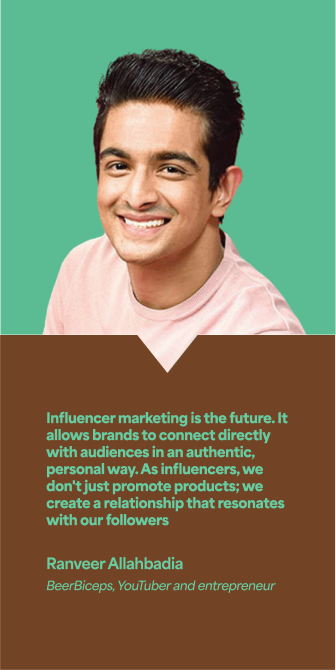 Influencer marketing is the future. It
allows brands to connect directly
with audiences in an authentic,
personal way. As influencers, we
don't just promote products; we
create a relationship that resonates
with our followers
Ranveer Allahbadia
BeerBiceps, YouTuber and entrepreneur